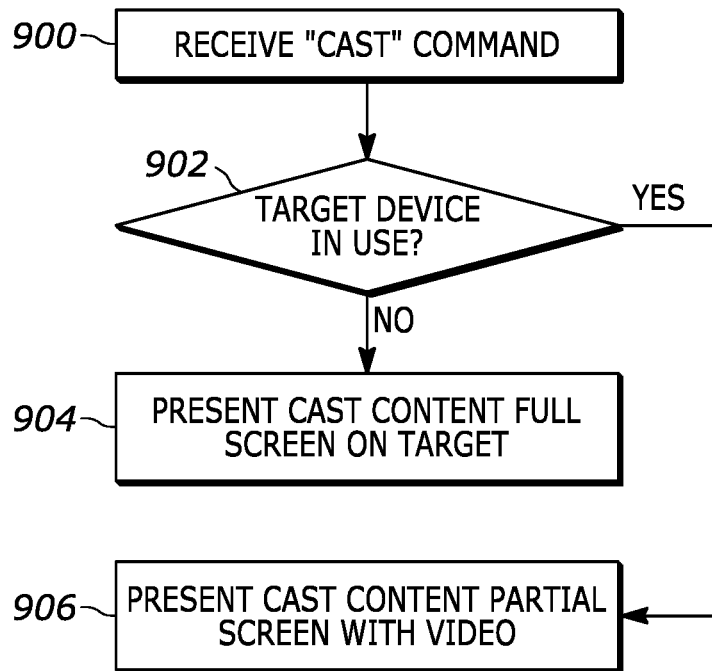 900
RECEIVE "CAST" COMMAND
902
TARGET DEVICE
IN USE?
YES
NO
904
PRESENT CAST CONTENT FULL
SCREEN ON TARGET
906
PRESENT CAST CONTENT PARTIAL
SCREEN WITH VIDEO